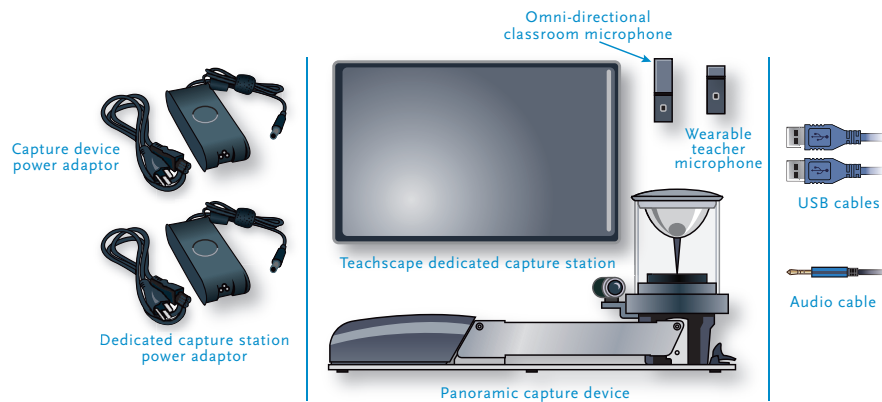 Omni-directional
classroom microphone
Capture device
power adaptor
Wearable
teacher
microphone
USB cables
Teachscape dedicated capture station
Audio cable
Dedicated capture station
power adaptor
Panoramic capture device